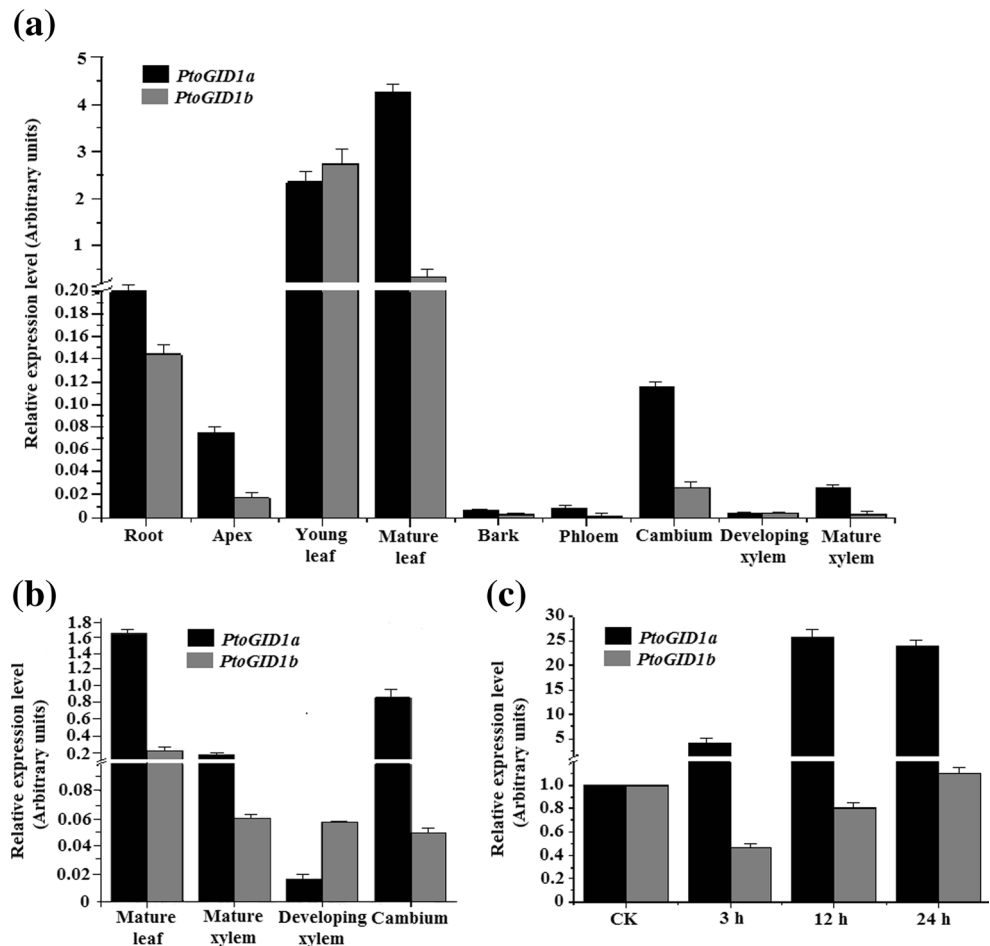 (a)
Relative expression level (Arbitrary units)
5
4
3
2
1
0.20
0.18
0.16
0.14
0.12
0.10
0.08
0.06
0.04
0.02
0
PtoGID1a
PtoGID1b
Root
Apex
Young
leaf
Mature
leaf
Bark
Phloem
Cambium
Developing
xylem
Mature
xylem
(b)
Relative expression level
(Arbitrary units)
1.8
1.6
1.4
1.2
1.0
0.8
0.6
0.4
0.2
0.08
0.06
0.04
0.02
0
PtoGID1a
PtoGID1b
Mature
leaf
Mature
xylem
Developing
xylem
Cambium
(c)
Relative expression level
(Arbitrary units)
30
25
20
15
10
5
1.0
0.8
0.6
0.4
0.2
0
PtoGID1a
PtoGID1b
CK
3 h
12 h
24 h